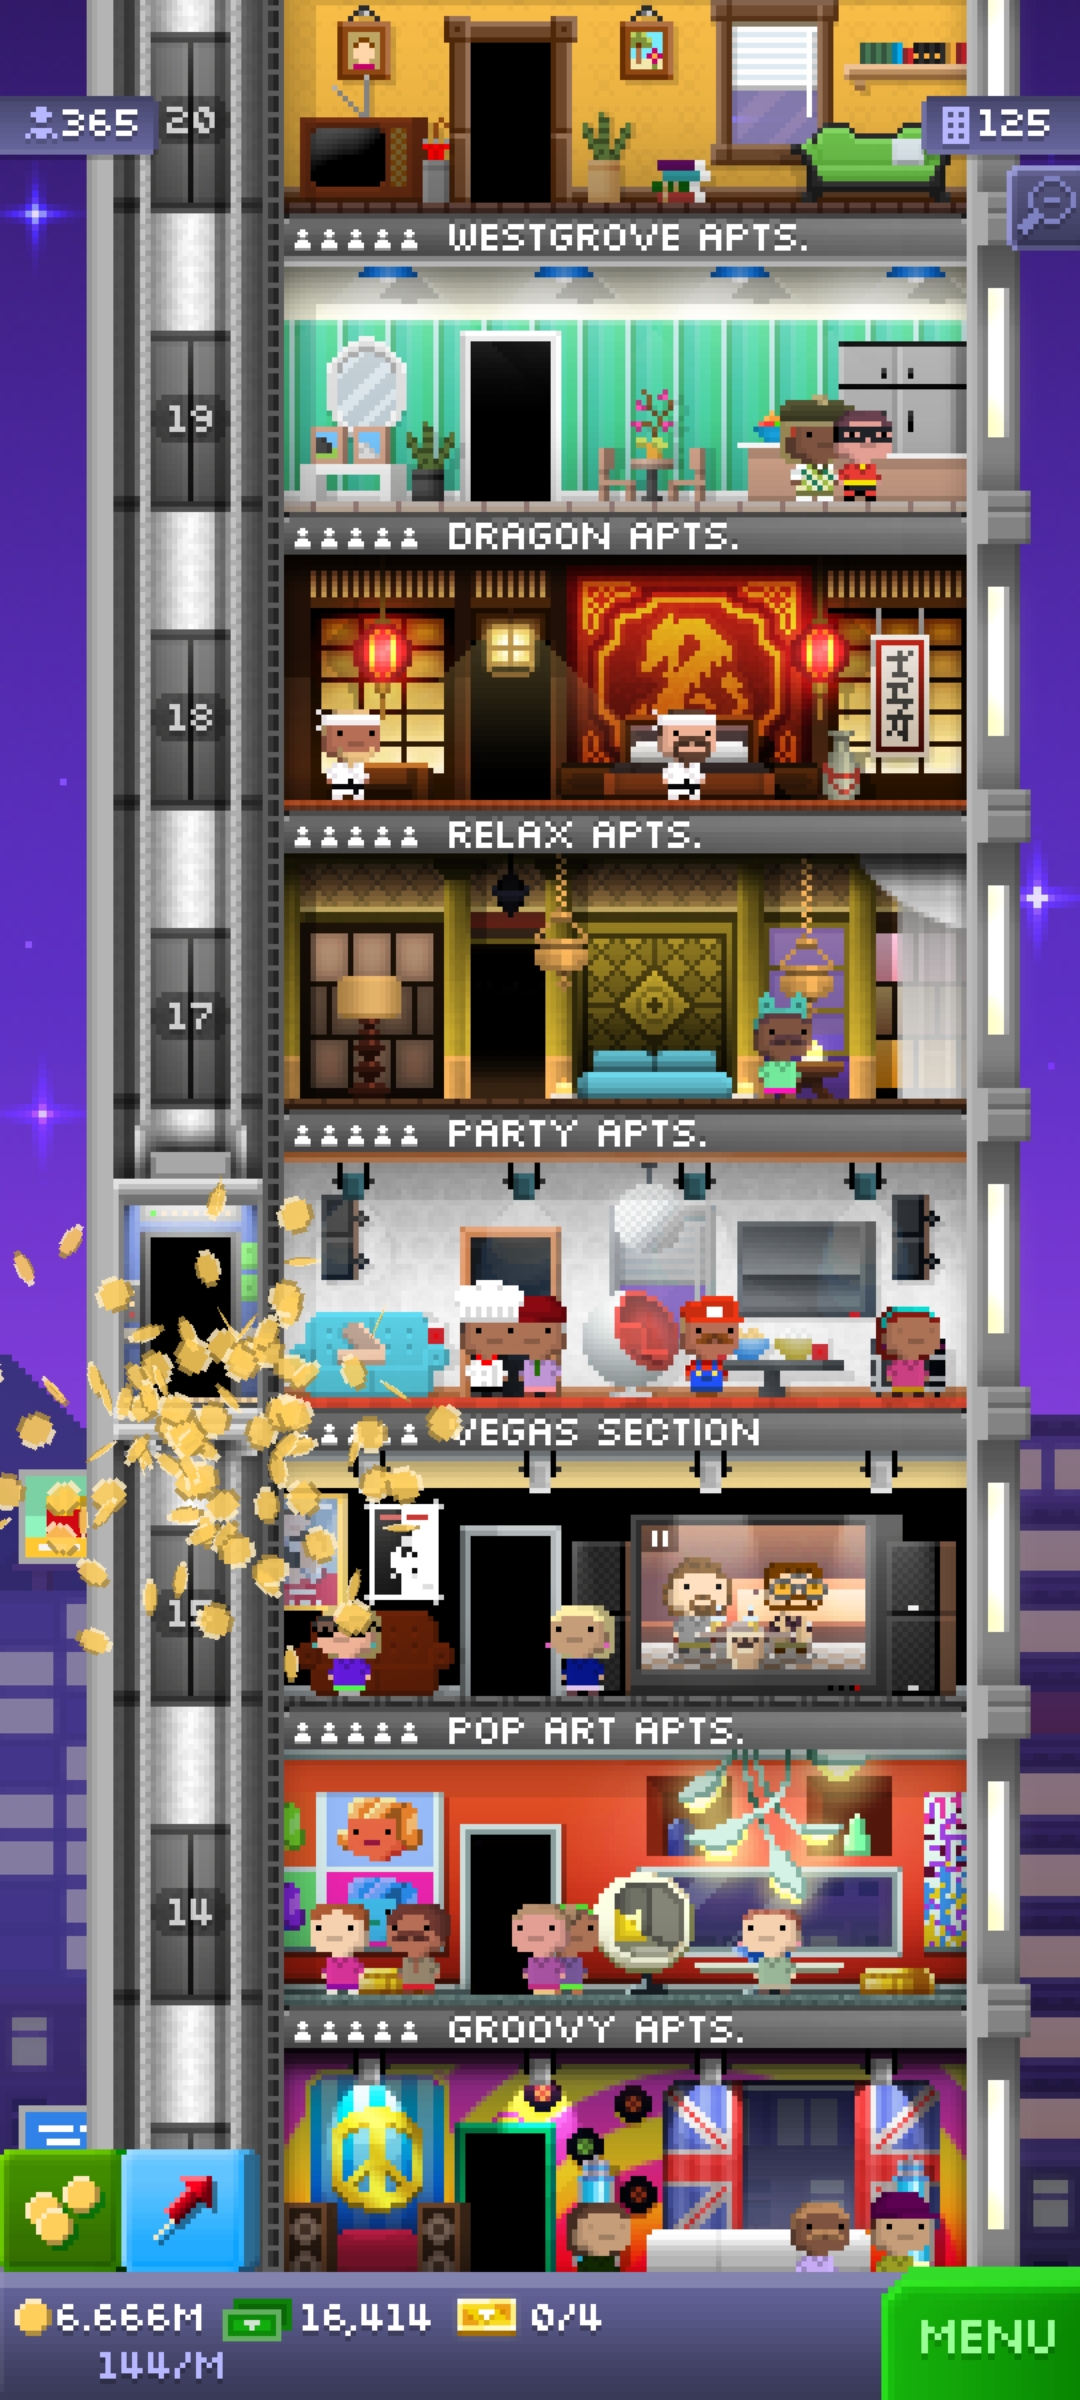 365
20
125
WESTGROVE APTS.
19
DRAGON APTS.
18
RELAX APTS.
17
PARTY APTS.
VEGAS SECTION
15
POP ART APTS.
14
GROOVY APTS.
6.666M 16,414 0/4
144/M
MENU